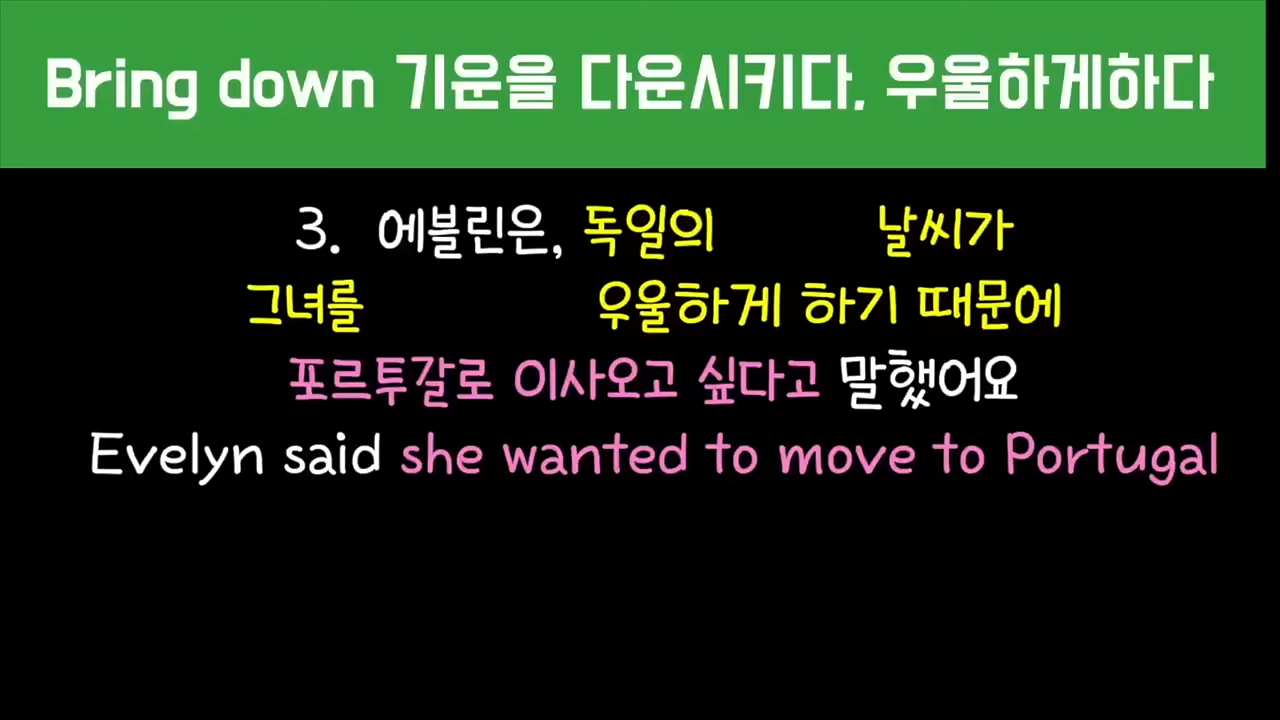 Bring down 기운을 다운시키다, 우울하게하다
3. 에블린은, 독일의 날씨가
그녀를 우울하게 하기 때문에
포르투갈로 이사오고 싶다고 말했어요
Evelyn said she wanted to move to Portugal